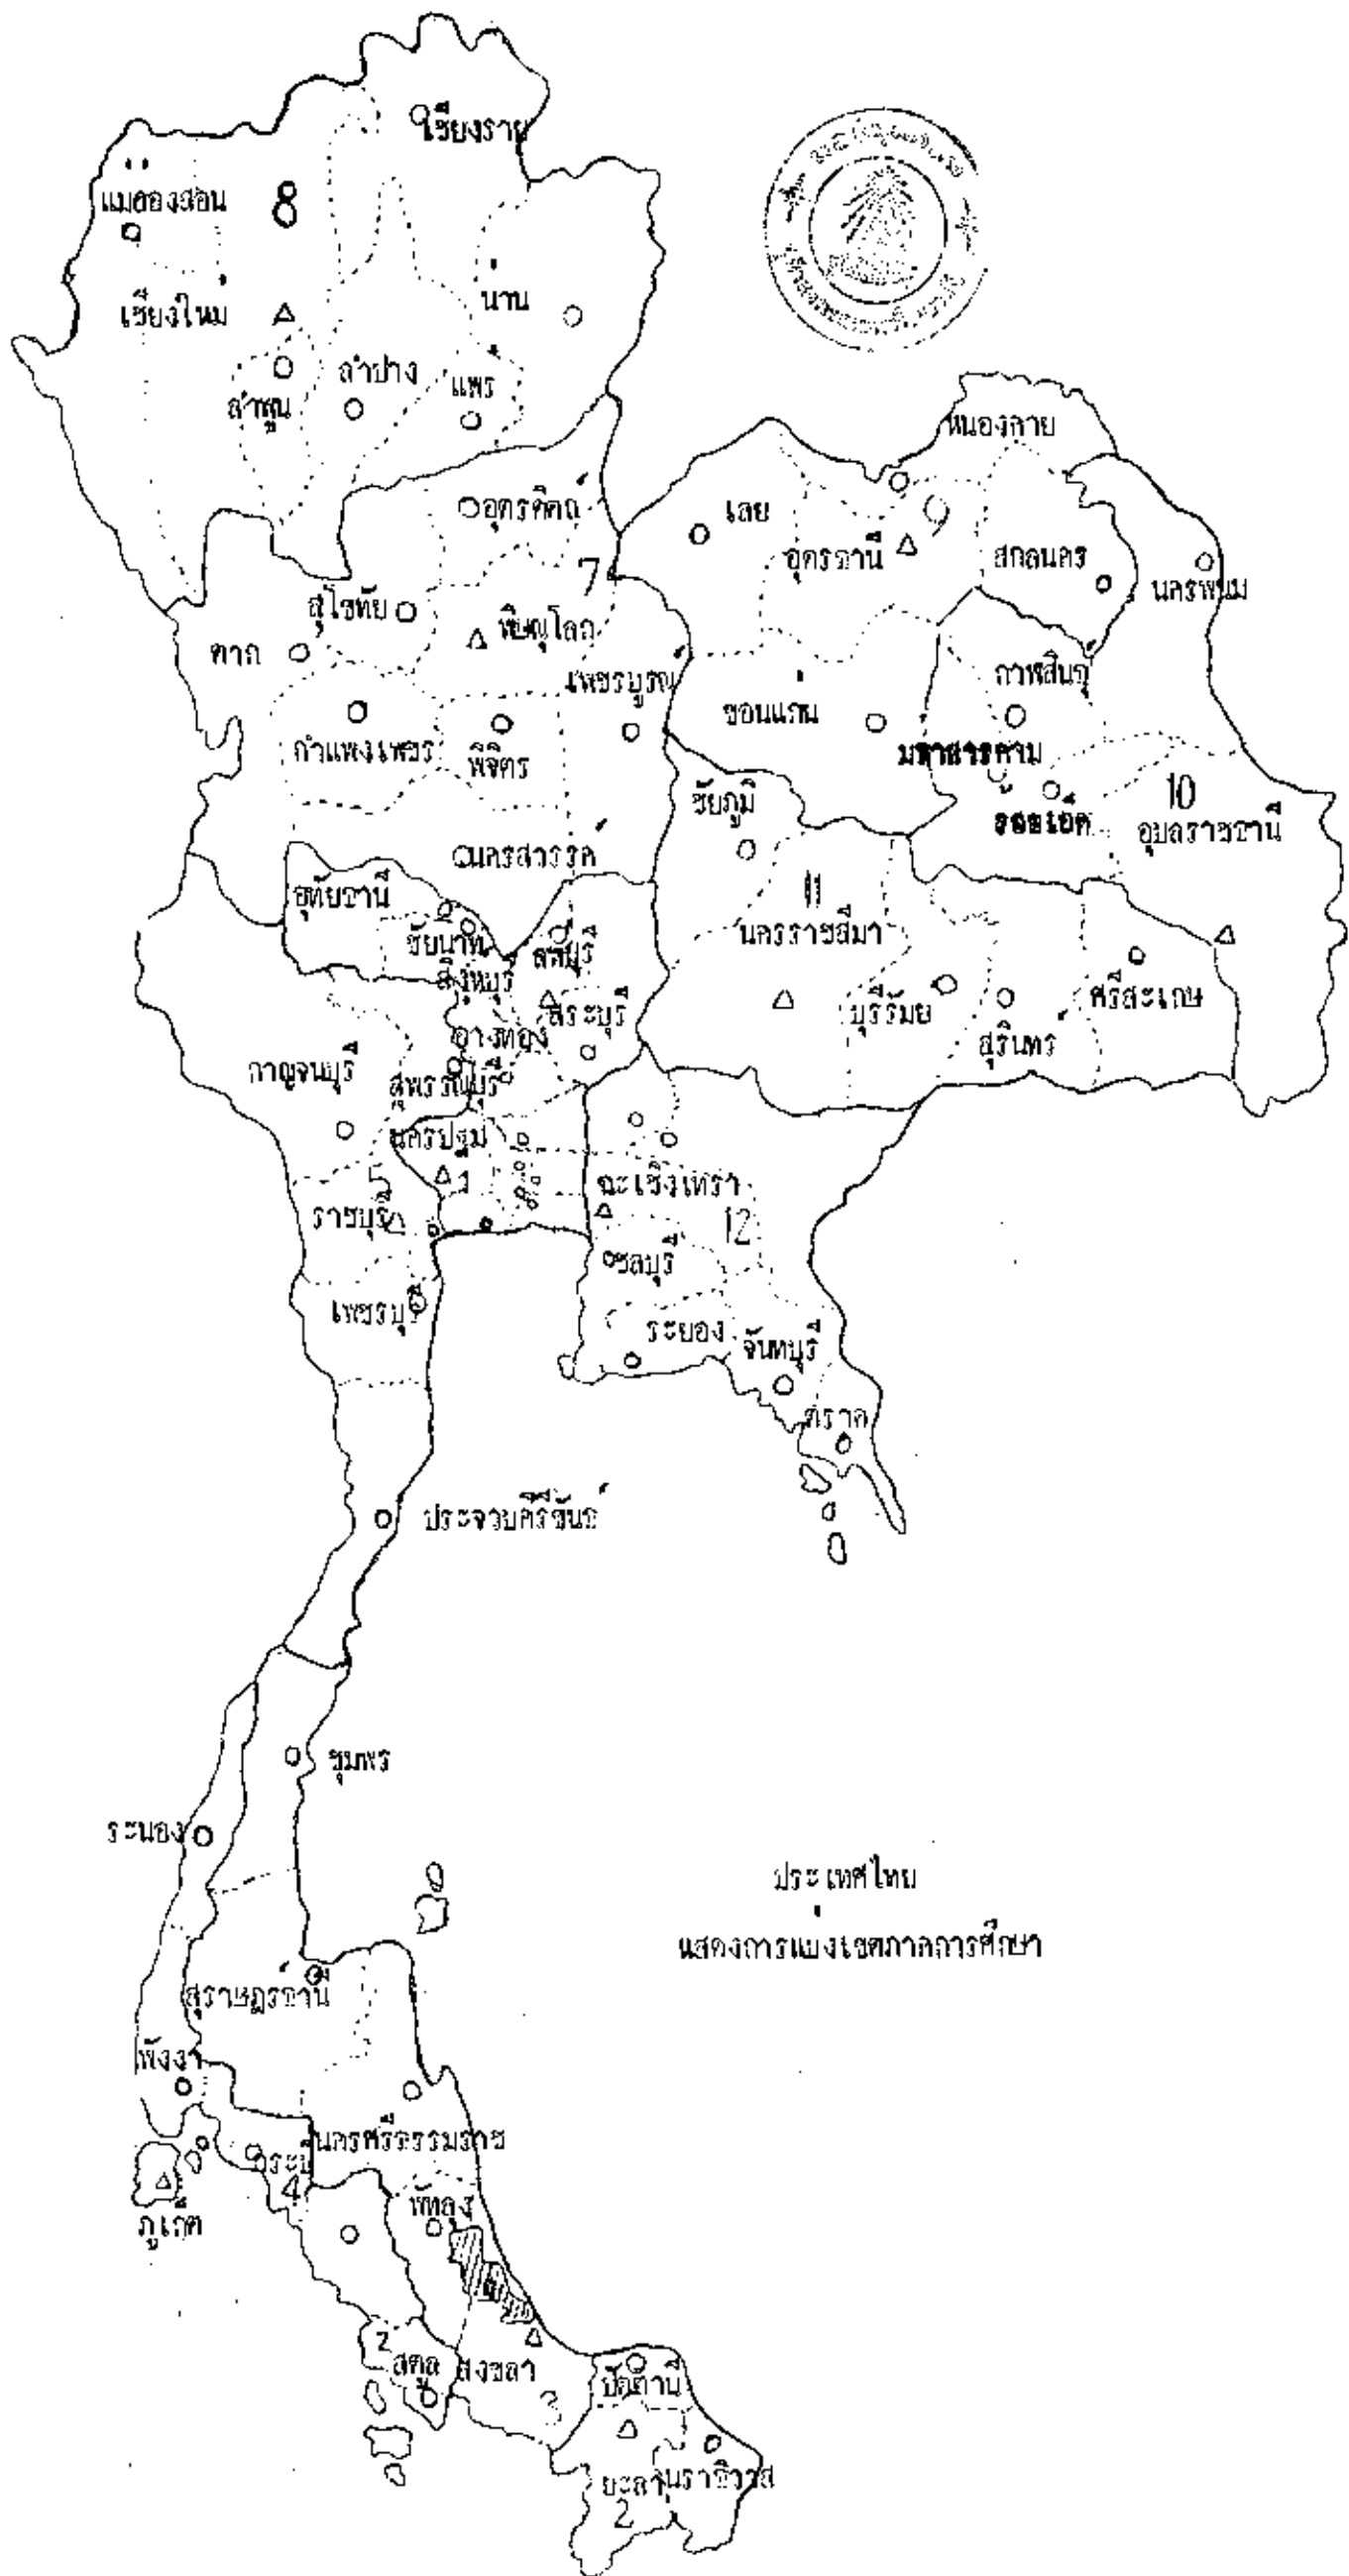 เชียงราย
แม่ฮ่องสอน
8
เชียงใหม่
น่าน
ลำปาง
แพร่
ลำพูน
หนองคาย
อุตรดิตถ์
เลย
9
อุดรธานี
สกลนคร
นครพนม
7
สุโขทัย
พิษณุโลก
ตาก
เพชรบูรณ์
กาฬสินธุ์
ขอนแก่น
กำแพงเพชร
พิจิตร
มหาสารคาม
ชัยภูมิ
10
ร้อยเอ็ด
อุบลราชธานี
นครสวรรค์
อุทัยธานี
11
ชัยนาท
ลพบุรี
นครราชสีมา
สิงห์บุรี
สระบุรี
บุรีรัมย์
ศรีสะเกษ
อ่างทอง
สุรินทร์
กาญจนบุรี
สุพรรณบุรี
นครปฐม
5
1
ฉะเชิงเทรา
ราชบุรี
12
ชลบุรี
เพชรบุรี
ระยอง
จันทบุรี
ตราด
ประจวบคีรีขันธ์
ชุมพร
ระนอง
ประเทศไทย
แสดงการแบ่งเขตภาคการศึกษา
สุราษฎร์ธานี
พังงา
นครศรีธรรมราช
กระบี่
4
ภูเก็ต
พัทลุง
2
สตูล
สงขลา
3
ปัตตานี
ยะลา
นราธิวาส
2